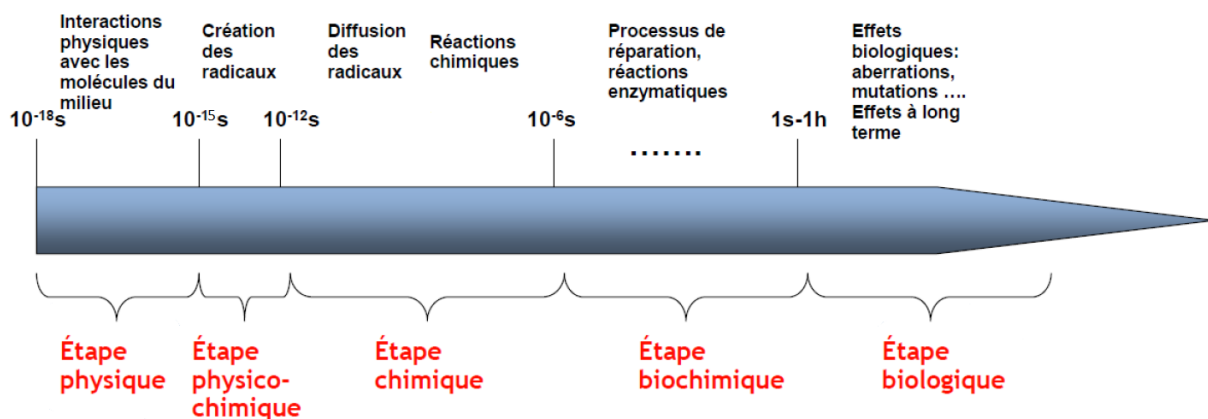 Interactions
physiques
avec les
molécules du
milieu
Création
des
radicaux
Diffusion
des
radicaux
Réactions
chimiques
Processus de
réparation,
réactions
enzymatiques
Effets
biologiques:
aberrations,
mutations ....
Effets à long
terme
10⁻¹⁸s
10⁻¹⁵s
10⁻¹²s
10⁻⁶s
.......
1s-1h
Étape
physique
Étape
physico-
chimique
Étape
chimique
Étape
biochimique
Étape
biologique